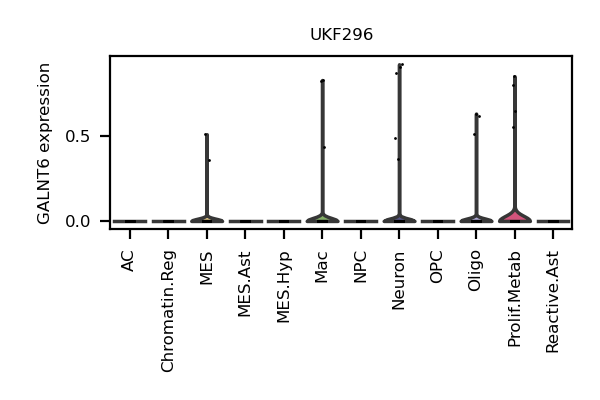 UKF296
GALNT6 expression
0.5
0.0
AC
Chromatin.Reg
MES
MES.Ast
MES.Hyp
Mac
NPC
Neuron
OPC
Oligo
Prolif.Metab
Reactive.Ast